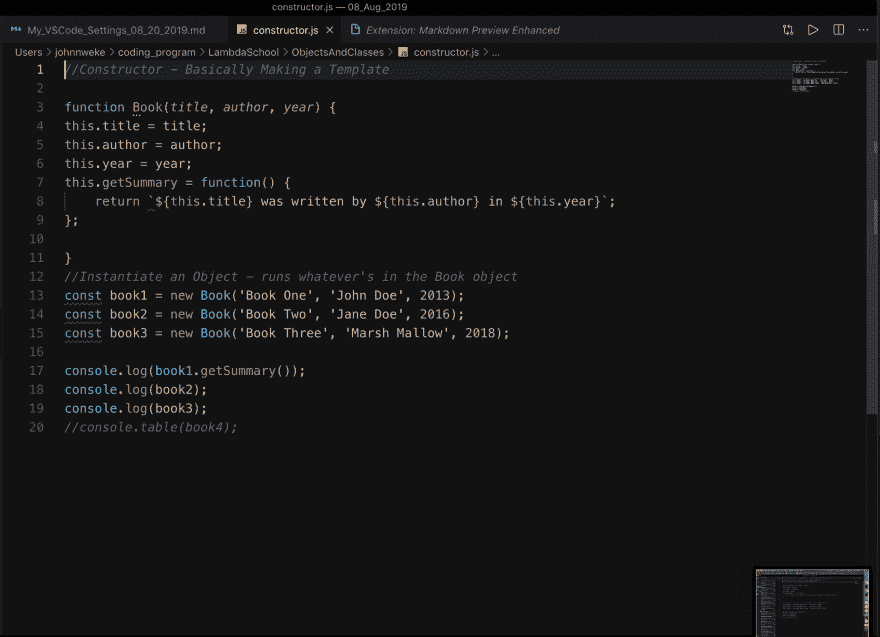 constructor.js — 08_Aug_2019
My_VSCode_Settings_08_20_2019.md constructor.js × Extension: Markdown Preview Enhanced
Users > johnnweke > coding_program > LambdaSchool > ObjectsAndClasses > JS constructor.js > ...
1 //Constructor - Basically Making a Template
2
3 function Book(title, author, year) {
4 this.title = title;
5 this.author = author;
6 this.year = year;
7 this.getSummary = function() {
8     return `${this.title} was written by ${this.author} in ${this.year}`;
9 };
10
11 }
12 //Instantiate an Object - runs whatever's in the Book object
13 const book1 = new Book('Book One', 'John Doe', 2013);
14 const book2 = new Book('Book Two', 'Jane Doe', 2016);
15 const book3 = new Book('Book Three', 'Marsh Mallow', 2018);
16
17 console.log(book1.getSummary());
18 console.log(book2);
19 console.log(book3);
20 //console.table(book4);